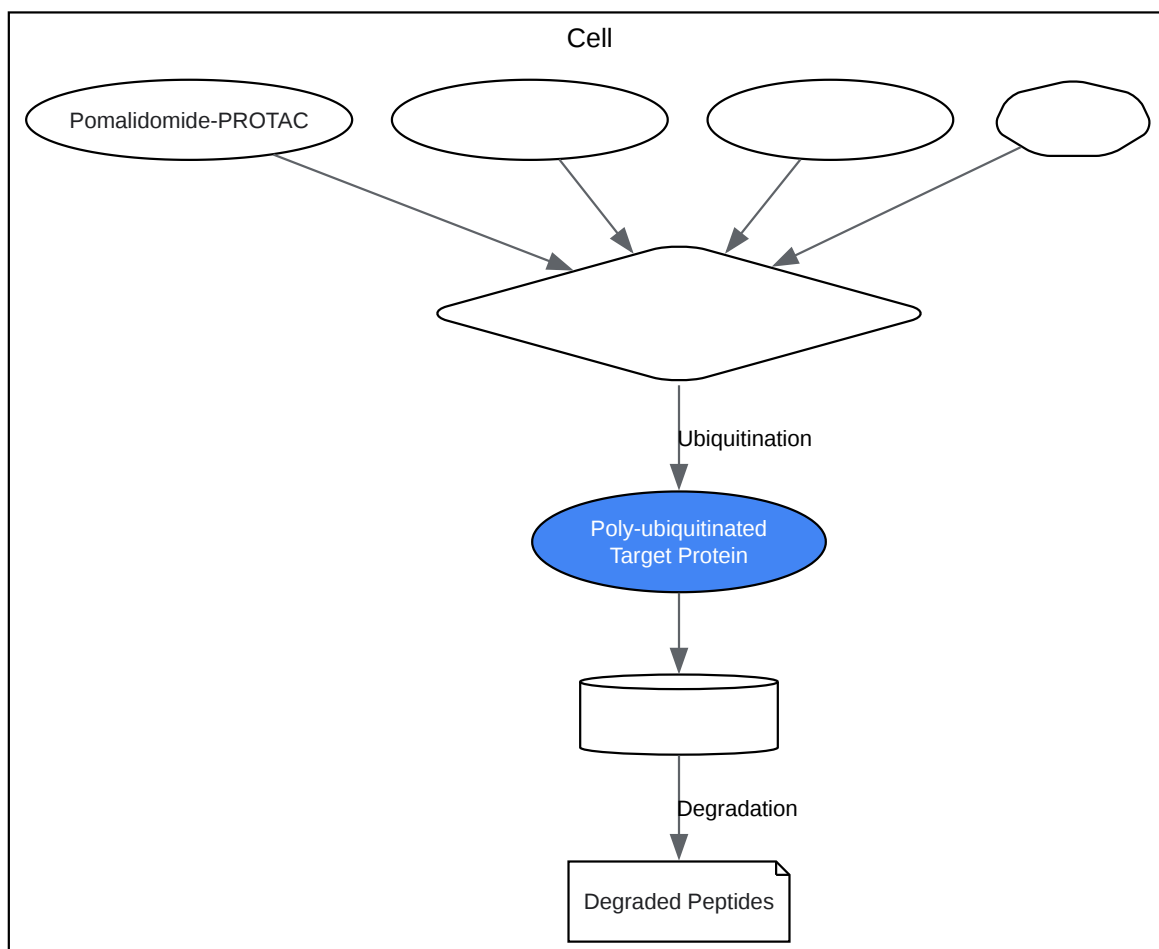 Cell
Pomalidomide-PROTAC
Ubiquitination
Poly-ubiquitinated
Target Protein
Degradation
Degraded Peptides